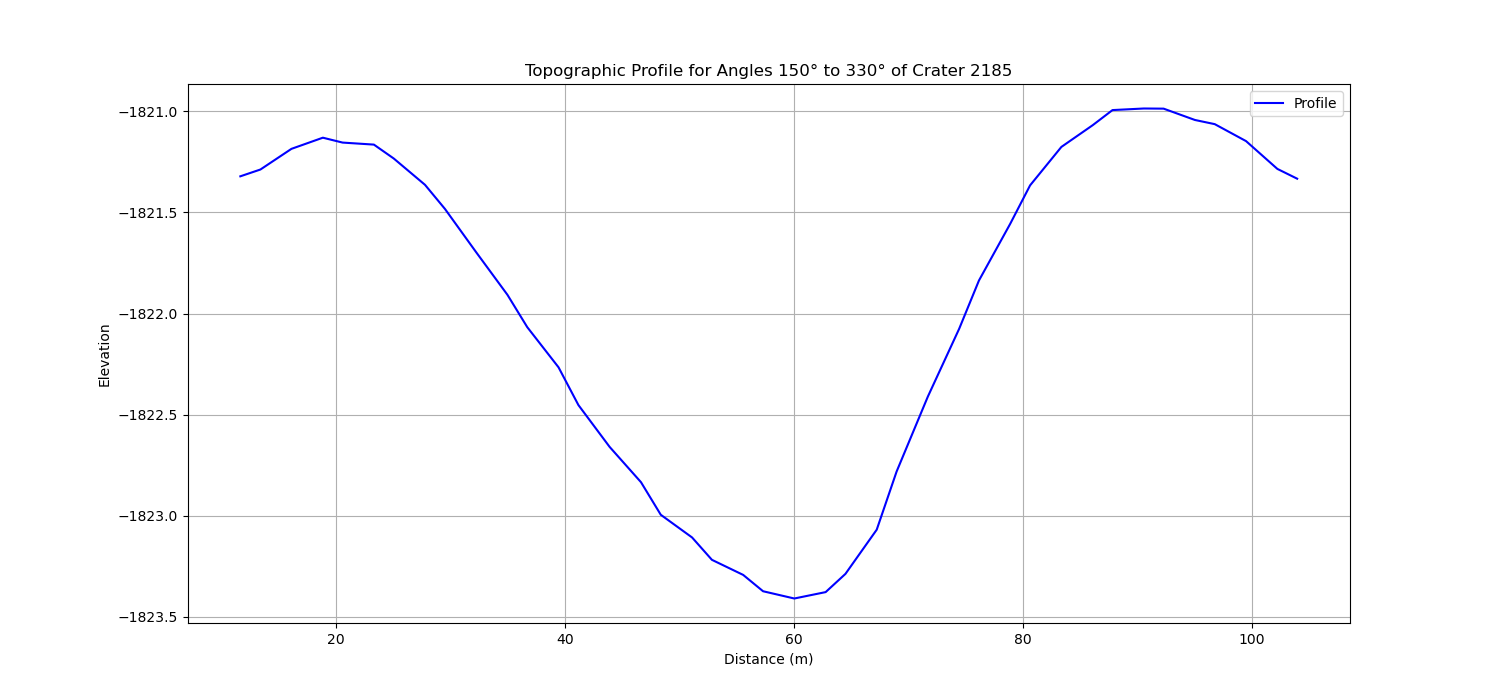 Topographic Profile for Angles 150° to 330° of Crater 2185
Profile
−1821.0
−1821.5
−1822.0
−1822.5
−1823.0
−1823.5
Elevation
20 40 60 80 100
Distance (m)